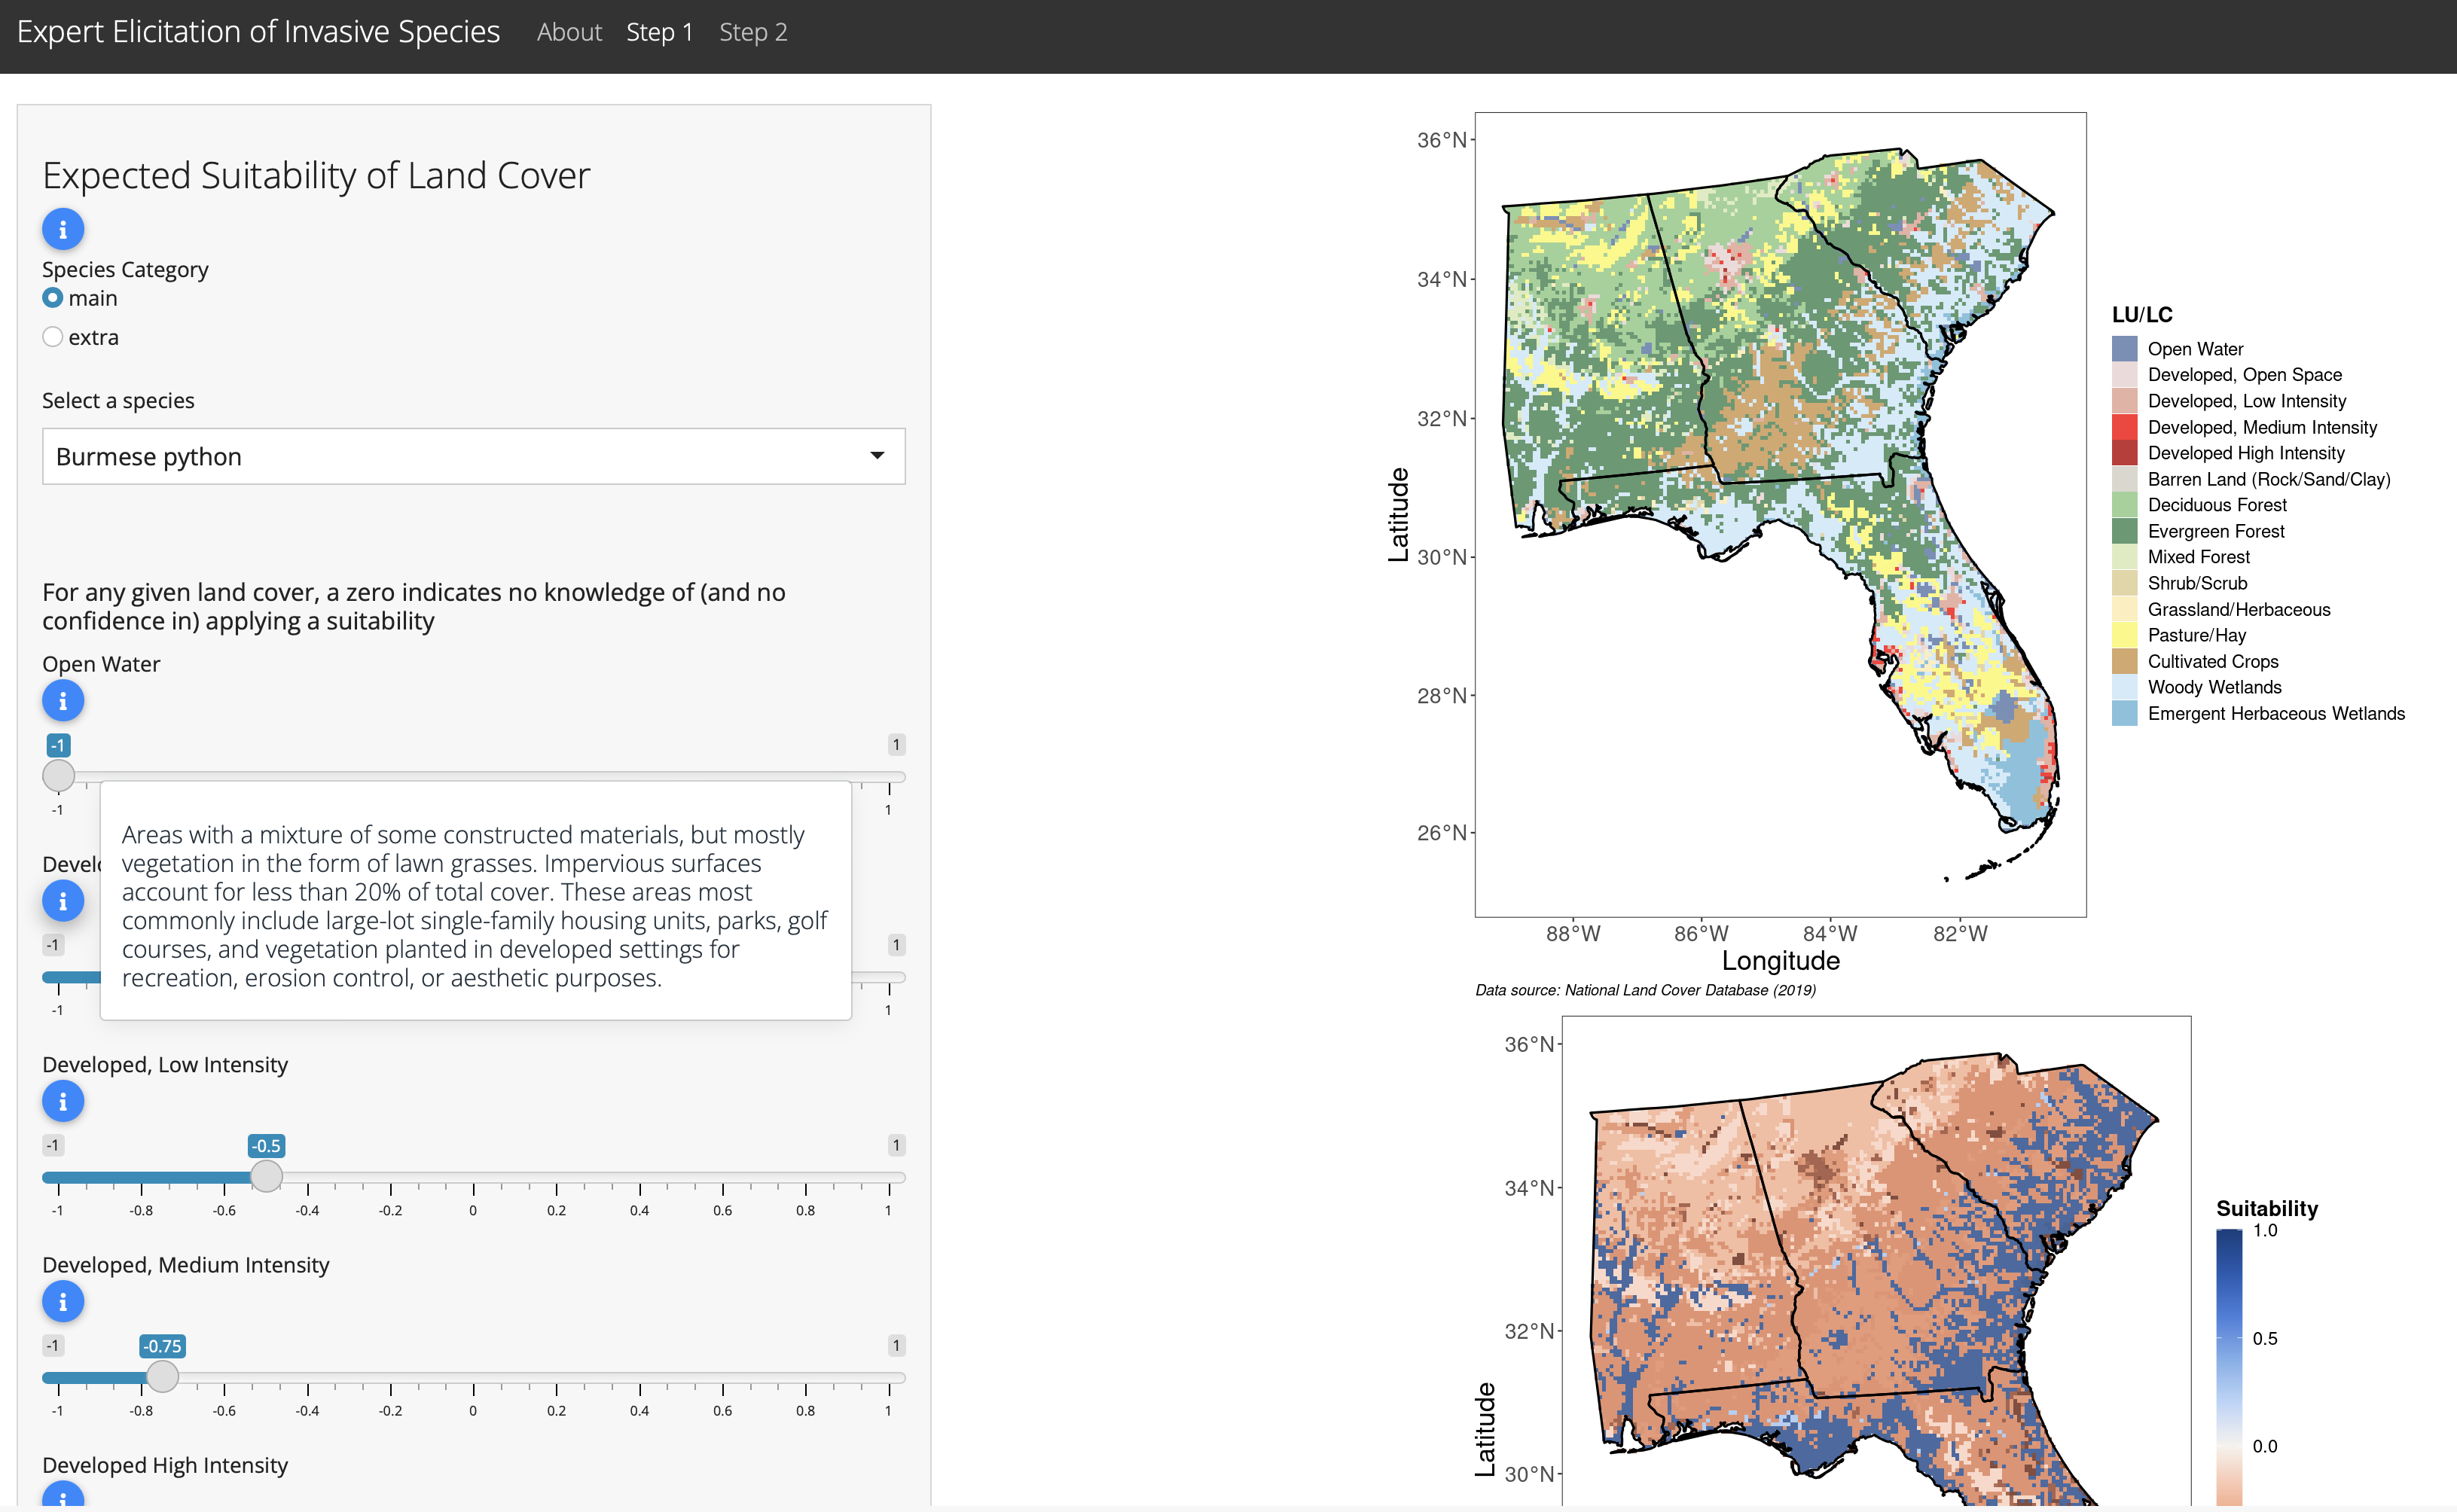 Expert Elicitation of Invasive Species About Step 1 Step 2
Expected Suitability of Land Cover
i
Species Category
main
extra
Select a species
Burmese python
For any given land cover, a zero indicates no knowledge of (and no
confidence in) applying a suitability
Open Water
i
-1 1
-1 1
Areas with a mixture of some constructed materials, but mostly
vegetation in the form of lawn grasses. Impervious surfaces
account for less than 20% of total cover. These areas most
commonly include large-lot single-family housing units, parks, golf
courses, and vegetation planted in developed settings for
recreation, erosion control, or aesthetic purposes.
i
-1 1
-1 1
Developed, Low Intensity
i
-1 -0.5 1
-1 -0.8 -0.6 -0.4 -0.2 0 0.2 0.4 0.6 0.8 1
Developed, Medium Intensity
i
-1 -0.75 1
-1 -0.8 -0.6 -0.4 -0.2 0 0.2 0.4 0.6 0.8 1
Developed High Intensity
i
36°N
34°N
32°N
30°N
28°N
26°N
Latitude
88°W 86°W 84°W 82°W
Longitude
Data source: National Land Cover Database (2019)
LU/LC
Open Water
Developed, Open Space
Developed, Low Intensity
Developed, Medium Intensity
Developed High Intensity
Barren Land (Rock/Sand/Clay)
Deciduous Forest
Evergreen Forest
Mixed Forest
Shrub/Scrub
Grassland/Herbaceous
Pasture/Hay
Cultivated Crops
Woody Wetlands
Emergent Herbaceous Wetlands
36°N
34°N
32°N
30°N
Latitude
Suitability
1.0
0.5
0.0